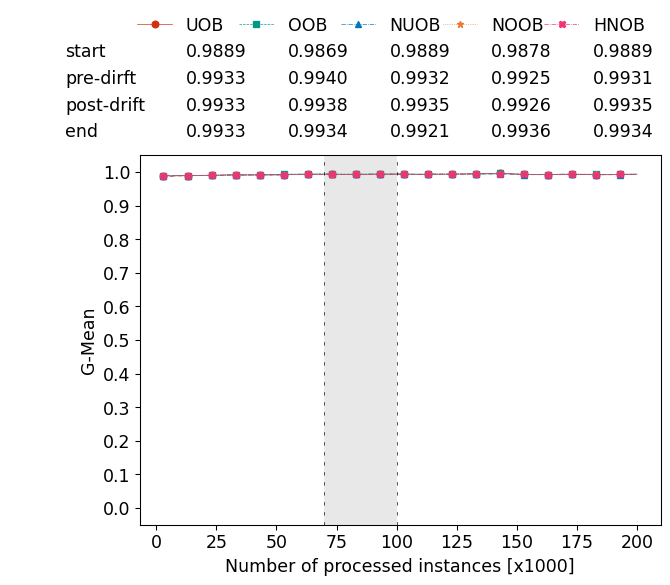 UOB OOB NUOB NOOB HNOB
start 0.9889 0.9869 0.9889 0.9878 0.9889
pre-dirft 0.9933 0.9940 0.9932 0.9925 0.9931
post-drift 0.9933 0.9938 0.9935 0.9926 0.9935
end 0.9933 0.9934 0.9921 0.9936 0.9934
1.0
0.9
0.8
0.7
0.6
0.5
0.4
0.3
0.2
0.1
0.0
G-Mean
0 25 50 75 100 125 150 175 200
Number of processed instances [x1000]